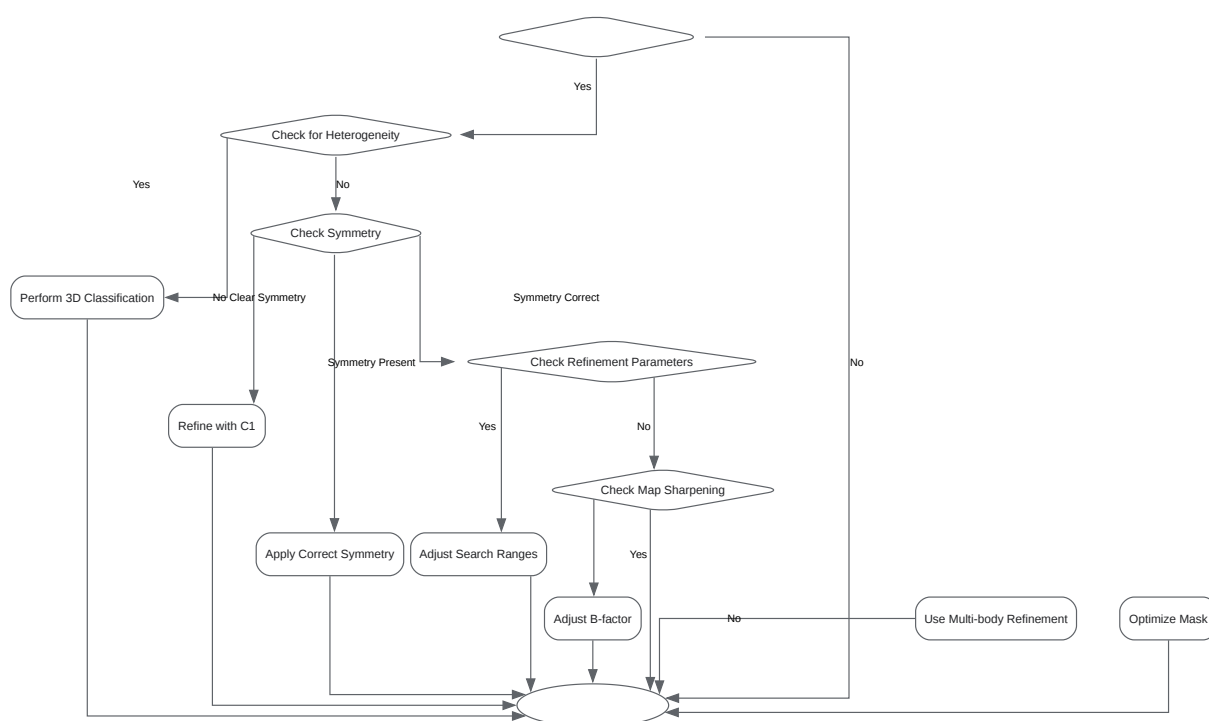 Yes
Check for Heterogeneity
Yes
No
Check Symmetry
Perform 3D Classification
No Clear Symmetry
Symmetry Correct
Symmetry Present
Check Refinement Parameters
No
Refine with C1
Yes
No
Check Map Sharpening
Apply Correct Symmetry
Adjust Search Ranges
Yes
Adjust B-factor
No
Use Multi-body Refinement
Optimize Mask